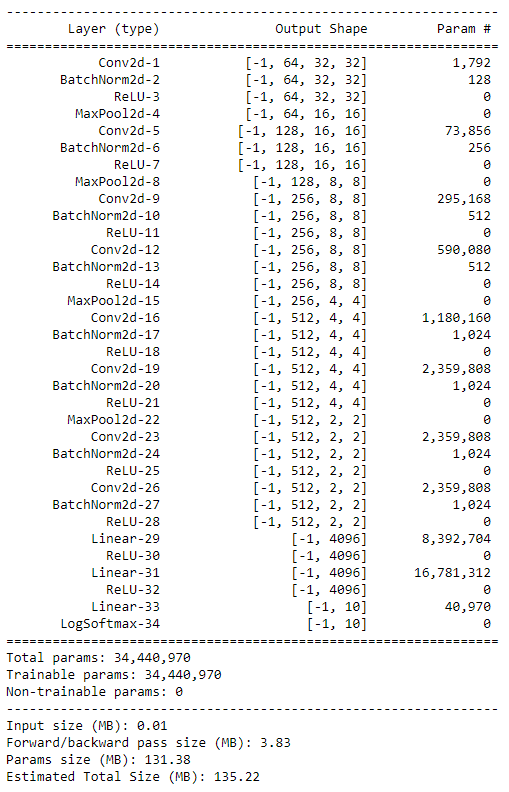 ----------------------------------------------------------------
Layer (type) Output Shape Param #
================================================================
Conv2d-1 [-1, 64, 32, 32] 1,792
BatchNorm2d-2 [-1, 64, 32, 32] 128
ReLU-3 [-1, 64, 32, 32] 0
MaxPool2d-4 [-1, 64, 16, 16] 0
Conv2d-5 [-1, 128, 16, 16] 73,856
BatchNorm2d-6 [-1, 128, 16, 16] 256
ReLU-7 [-1, 128, 16, 16] 0
MaxPool2d-8 [-1, 128, 8, 8] 0
Conv2d-9 [-1, 256, 8, 8] 295,168
BatchNorm2d-10 [-1, 256, 8, 8] 512
ReLU-11 [-1, 256, 8, 8] 0
Conv2d-12 [-1, 256, 8, 8] 590,080
BatchNorm2d-13 [-1, 256, 8, 8] 512
ReLU-14 [-1, 256, 8, 8] 0
MaxPool2d-15 [-1, 256, 4, 4] 0
Conv2d-16 [-1, 512, 4, 4] 1,180,160
BatchNorm2d-17 [-1, 512, 4, 4] 1,024
ReLU-18 [-1, 512, 4, 4] 0
Conv2d-19 [-1, 512, 4, 4] 2,359,808
BatchNorm2d-20 [-1, 512, 4, 4] 1,024
ReLU-21 [-1, 512, 4, 4] 0
MaxPool2d-22 [-1, 512, 2, 2] 0
Conv2d-23 [-1, 512, 2, 2] 2,359,808
BatchNorm2d-24 [-1, 512, 2, 2] 1,024
ReLU-25 [-1, 512, 2, 2] 0
Conv2d-26 [-1, 512, 2, 2] 2,359,808
BatchNorm2d-27 [-1, 512, 2, 2] 1,024
ReLU-28 [-1, 512, 2, 2] 0
Linear-29 [-1, 4096] 8,392,704
ReLU-30 [-1, 4096] 0
Linear-31 [-1, 4096] 16,781,312
ReLU-32 [-1, 4096] 0
Linear-33 [-1, 10] 40,970
LogSoftmax-34 [-1, 10] 0
================================================================
Total params: 34,440,970
Trainable params: 34,440,970
Non-trainable params: 0
----------------------------------------------------------------
Input size (MB): 0.01
Forward/backward pass size (MB): 3.83
Params size (MB): 131.38
Estimated Total Size (MB): 135.22